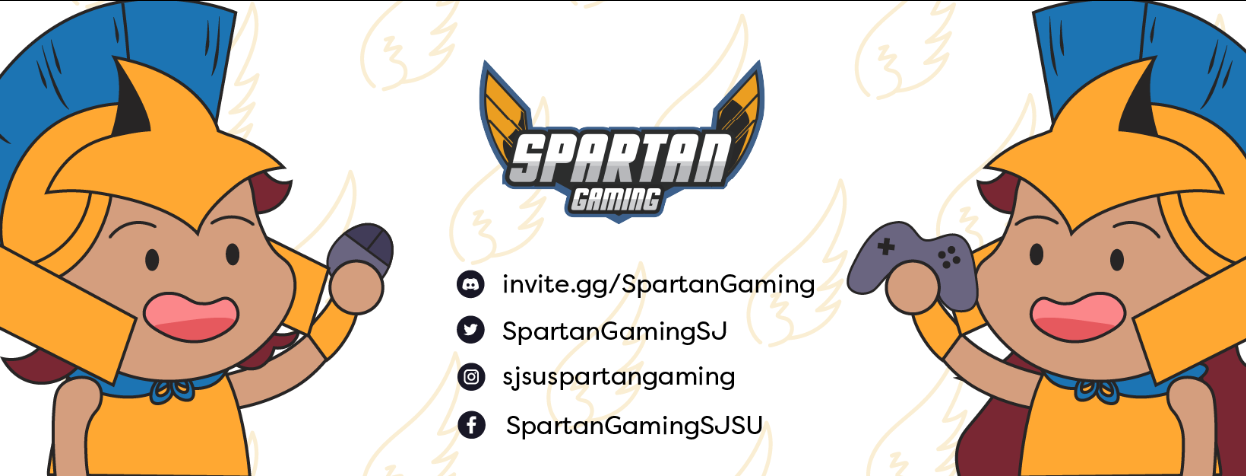 SPARTAN
GAMING
invite.gg/SpartanGaming
SpartanGamingSJ
sjsuspartangaming
SpartanGamingSJSU